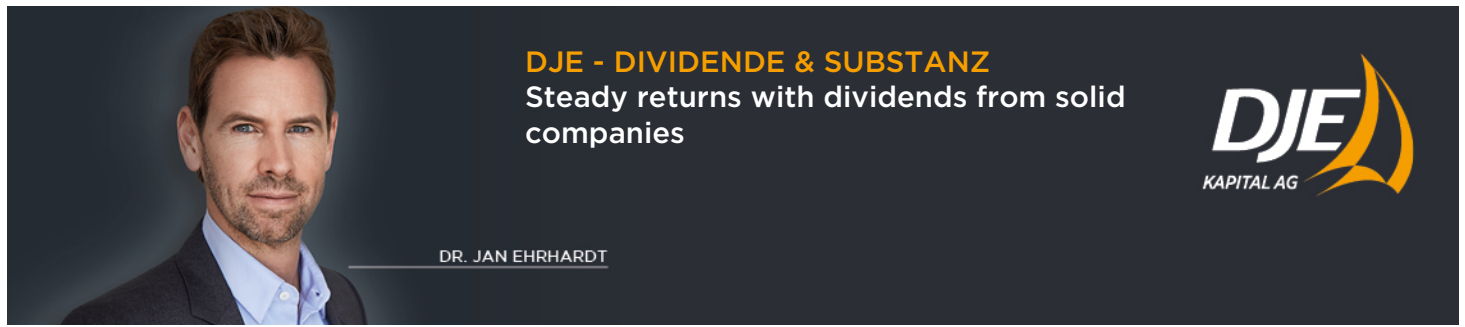 DJE - DIVIDENDE & SUBSTANZ
Steady returns with dividends from solid
companies
DJE
KAPITAL AG
DR. JAN EHRHARDT